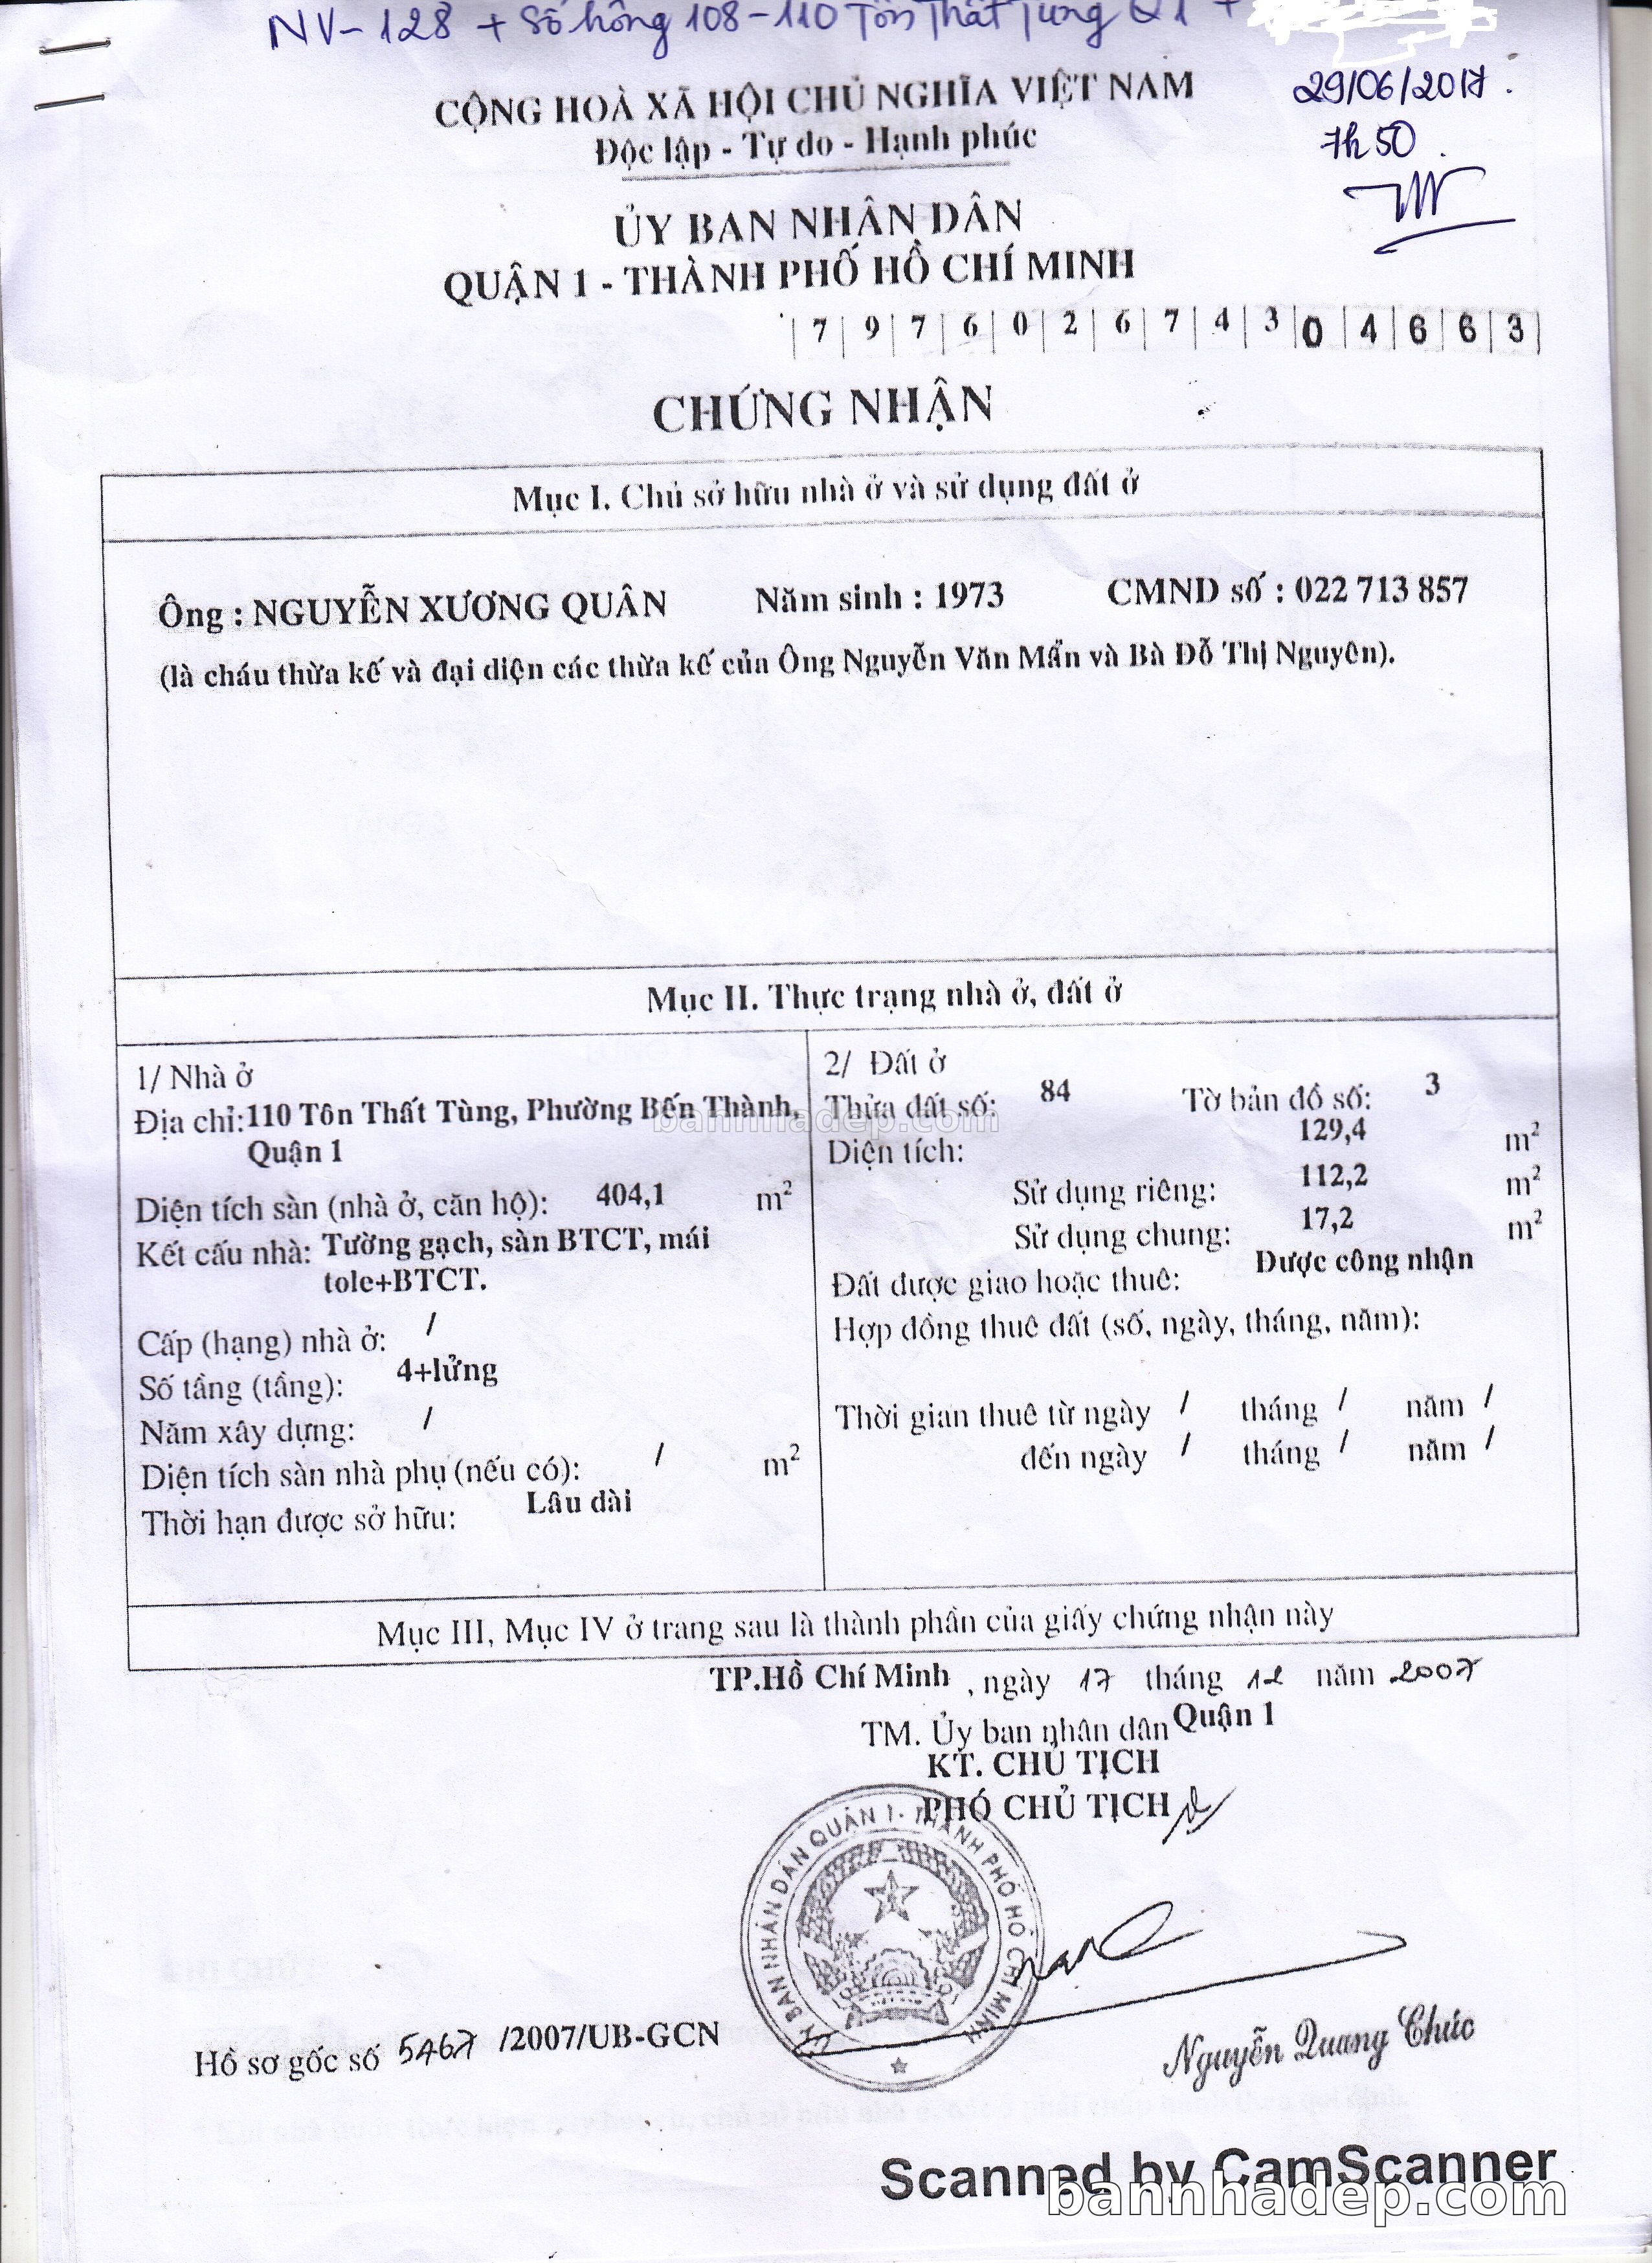 NV-128 + Sổ hồng 108-110 Tôn Thất Tùng Q1 +
29/06/2017.
7h50
CỘNG HOÀ XÃ HỘI CHỦ NGHĨA VIỆT NAM
Độc lập - Tự do - Hạnh phúc
ỦY BAN NHÂN DÂN
QUẬN 1 - THÀNH PHỐ HỒ CHÍ MINH
7 9 7 6 0 2 6 7 4 3 0 4 6 6 3
CHỨNG NHẬN
Mục I. Chủ sở hữu nhà ở và sử dụng đất ở
Ông : NGUYỄN XƯƠNG QUÂN Năm sinh : 1973 CMND số : 022 713 857
(là cháu thừa kế và đại diện các thừa kế của Ông Nguyễn Văn Mẩn và Bà Đỗ Thị Nguyên).
Mục II. Thực trạng nhà ở, đất ở
1/ Nhà ở
Địa chỉ: 110 Tôn Thất Tùng, Phường Bến Thành,
Quận 1
Diện tích sàn (nhà ở, căn hộ): 404,1 m²
Kết cấu nhà: Tường gạch, sàn BTCT, mái
tole+BTCT.
Cấp (hạng) nhà ở: /
Số tầng (tầng): 4+lửng
Năm xây dựng: /
Diện tích sàn nhà phụ (nếu có): / m²
Thời hạn được sở hữu: Lâu dài
2/ Đất ở
Thửa đất số: 84 Tờ bản đồ số: 3
Diện tích: 129,4 m²
Sử dụng riêng: 112,2 m²
Sử dụng chung: 17,2 m²
Đất được giao hoặc thuê: Được công nhận
Hợp đồng thuê đất (số, ngày, tháng, năm):
Thời gian thuê từ ngày / tháng / năm /
đến ngày / tháng / năm /
bannhadep.com
Mục III, Mục IV ở trang sau là thành phần của giấy chứng nhận này
TP.Hồ Chí Minh , ngày 17 tháng 12 năm 2007
TM. Ủy ban nhân dân Quận 1
KT. CHỦ TỊCH
PHÓ CHỦ TỊCH
ỦY BAN NHÂN DÂN QUẬN 1 - THÀNH PHỐ HỒ CHÍ MINH
Hồ sơ gốc số 5467 /2007/UB-GCN
Nguyễn Quang Chúc
Scanned by CamScanner
bannhadep.com